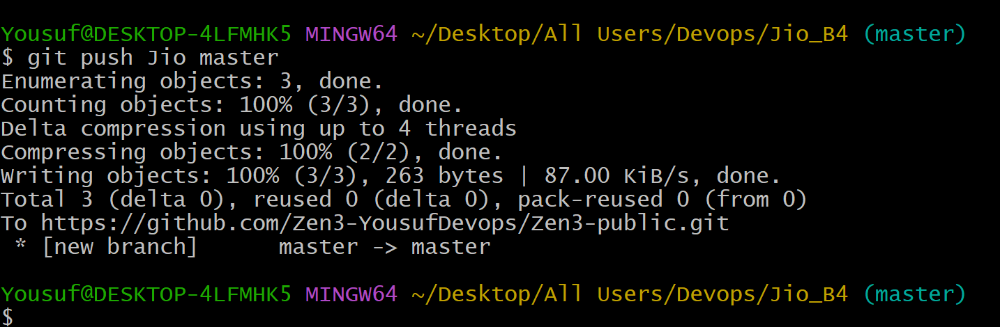 Yousuf@DESKTOP-4LFMHK5 MINGW64 ~/Desktop/All Users/Devops/Jio_B4 (master)
$ git push Jio master
Enumerating objects: 3, done.
Counting objects: 100% (3/3), done.
Delta compression using up to 4 threads
Compressing objects: 100% (2/2), done.
Writing objects: 100% (3/3), 263 bytes | 87.00 KiB/s, done.
Total 3 (delta 0), reused 0 (delta 0), pack-reused 0 (from 0)
To https://github.com/Zen3-YousufDevops/Zen3-public.git
 * [new branch]      master -> master
Yousuf@DESKTOP-4LFMHK5 MINGW64 ~/Desktop/All Users/Devops/Jio_B4 (master)
$